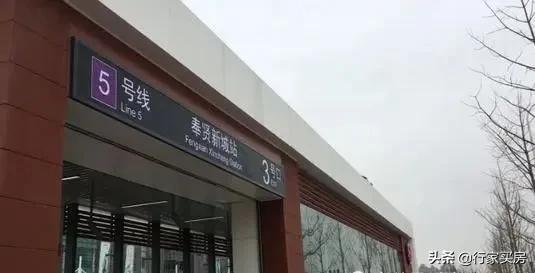 5 号线
Line 5
奉贤新城站
Fengxian Xincheng Station
3 号口
头条 @行家买房